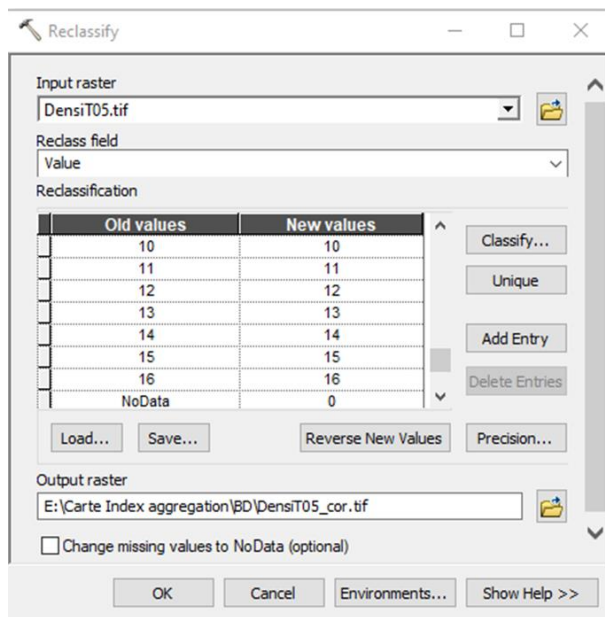 Reclassify
Input raster
DensiT05.tif
Reclass field
Value
Reclassification
Old values New values
10 10
11 11
12 12
13 13
14 14
15 15
16 16
NoData 0
Classify...
Unique
Add Entry
Delete Entries
Load... Save... Reverse New Values Precision...
Output raster
E:\Carte Index aggregation\BD\DensiT05_cor.tif
Change missing values to NoData (optional)
OK Cancel Environments... Show Help >>